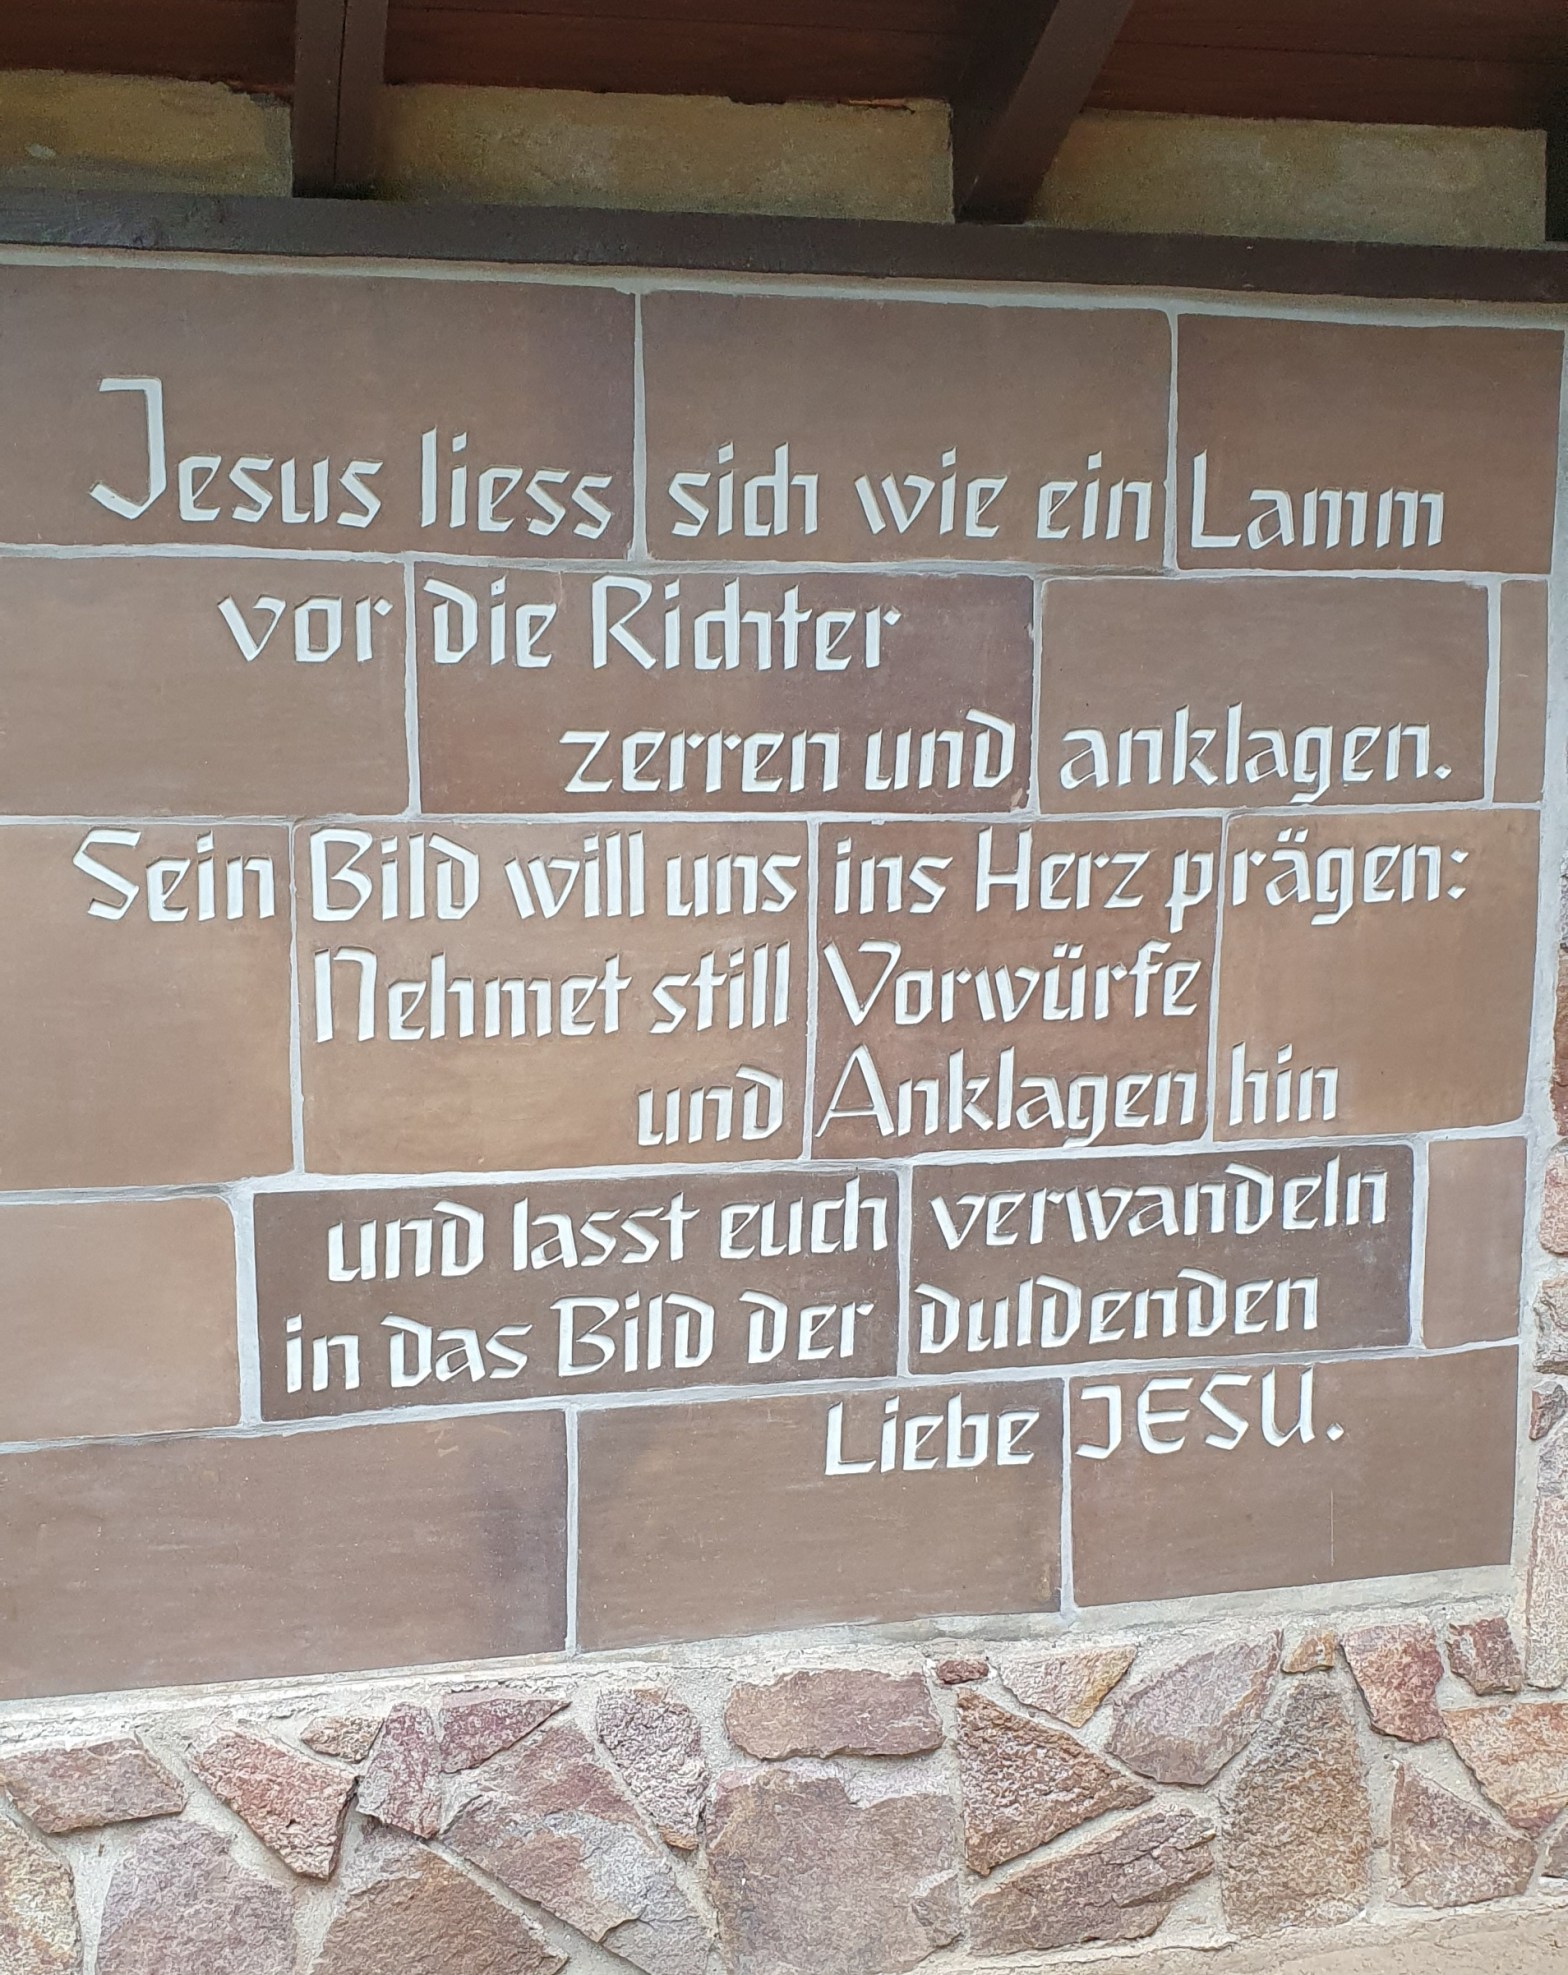 Jesus liess sich wie ein Lamm
vor die Richter
zerren und anklagen.
Sein Bild will uns ins Herz prägen:
Nehmet still Vorwürfe
und Anklagen hin
und lasst euch verwandeln
in das Bild der duldenden
Liebe JESU.